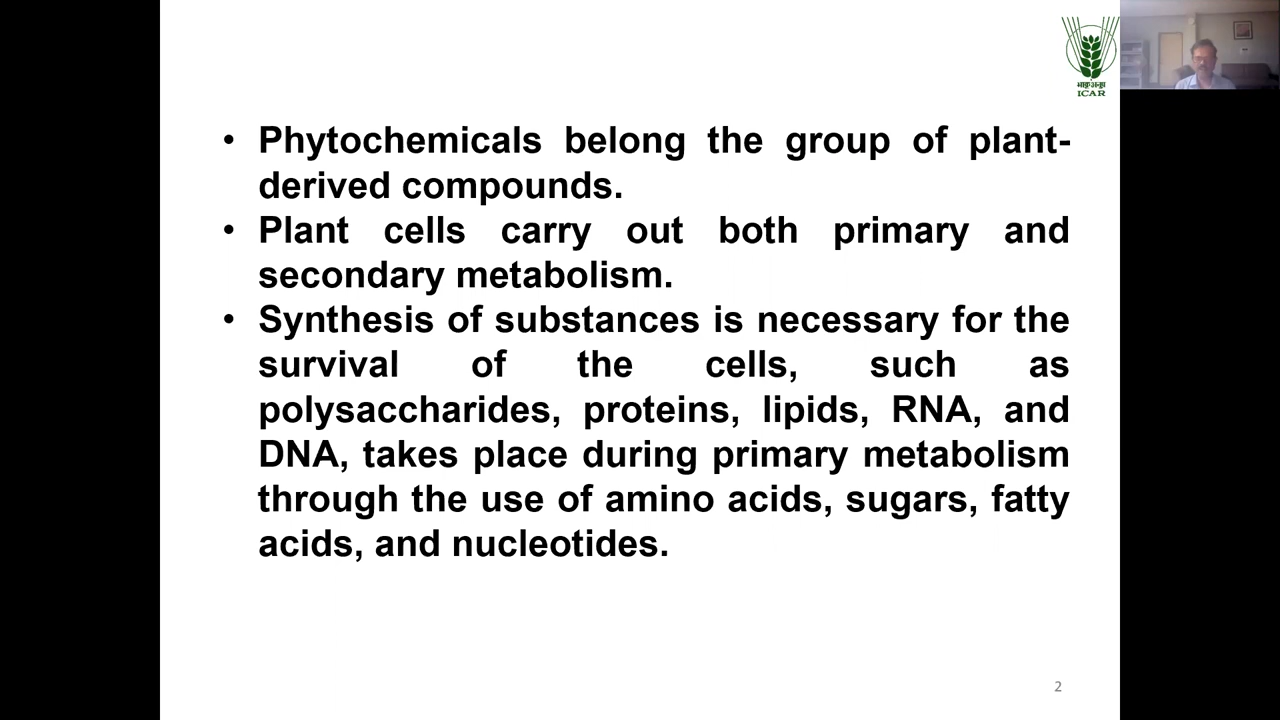 भाकृअनुप
ICAR
• Phytochemicals belong the group of plant-
derived compounds.
• Plant cells carry out both primary and
secondary metabolism.
• Synthesis of substances is necessary for the
survival of the cells, such as
polysaccharides, proteins, lipids, RNA, and
DNA, takes place during primary metabolism
through the use of amino acids, sugars, fatty
acids, and nucleotides.
2